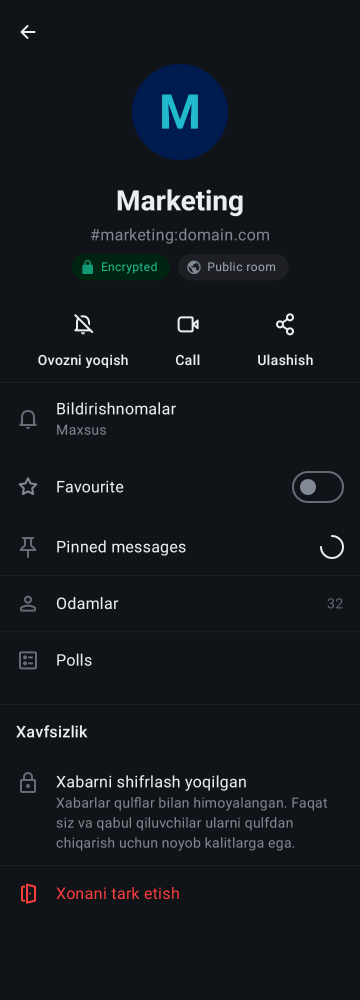 M
Marketing
#marketing:domain.com
Encrypted
Public room
Ovozni yoqish
Call
Ulashish
Bildirishnomalar
Maxsus
Favourite
Pinned messages
Odamlar
32
Polls
Xavfsizlik
Xabarni shifrlash yoqilgan
Xabarlar qulflar bilan himoyalangan. Faqat
siz va qabul qiluvchilar ularni qulfdan
chiqarish uchun noyob kalitlarga ega.
Xonani tark etish